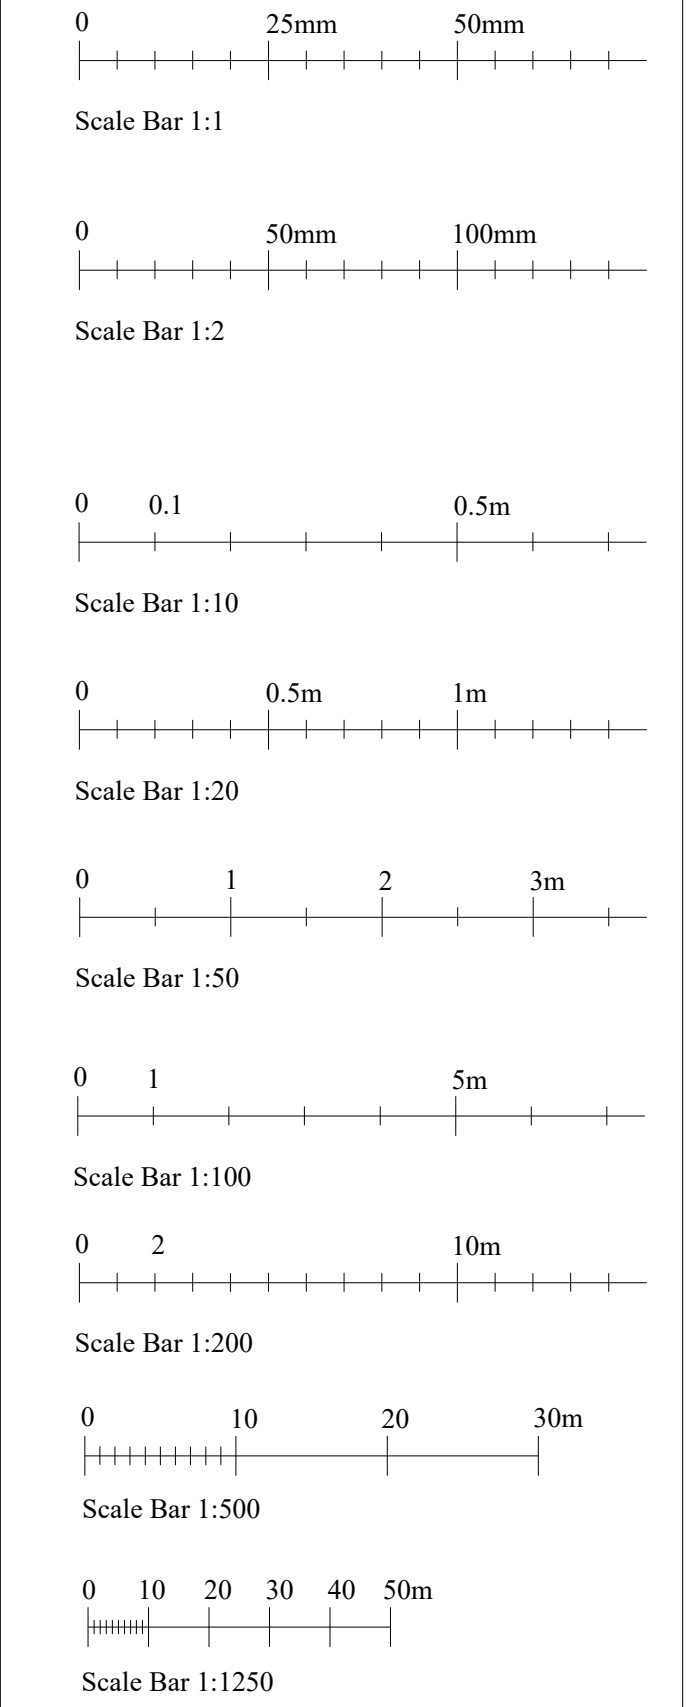 0 25mm 50mm
Scale Bar 1:1
0 50mm 100mm
Scale Bar 1:2
0 0.1 0.5m
Scale Bar 1:10
0 0.5m 1m
Scale Bar 1:20
0 1 2 3m
Scale Bar 1:50
0 1 5m
Scale Bar 1:100
0 2 10m
Scale Bar 1:200
0 10 20 30m
Scale Bar 1:500
0 10 20 30 40 50m
Scale Bar 1:1250